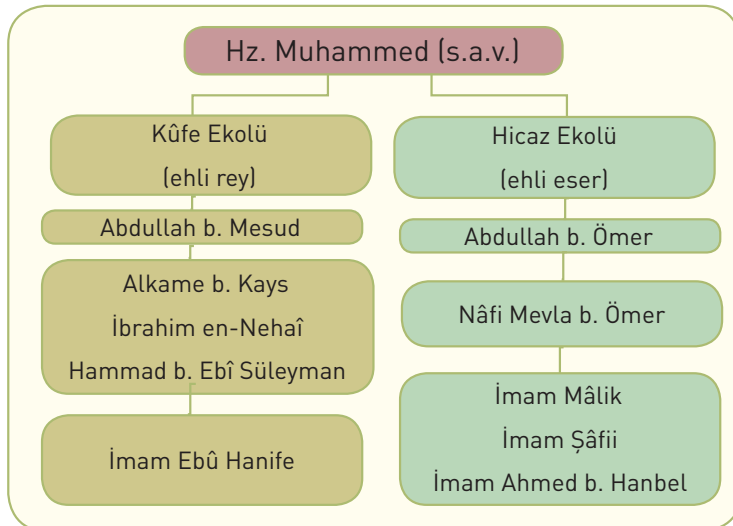 Hz. Muhammed (s.a.v.)
Kûfe Ekolü
(ehli rey)
Abdullah b. Mesud
Alkame b. Kays
İbrahim en-Nehaî
Hammad b. Ebî Süleyman
İmam Ebû Hanife
Hicaz Ekolü
(ehli eser)
Abdullah b. Ömer
Nâfi Mevla b. Ömer
İmam Mâlik
İmam Şâfii
İmam Ahmed b. Hanbel